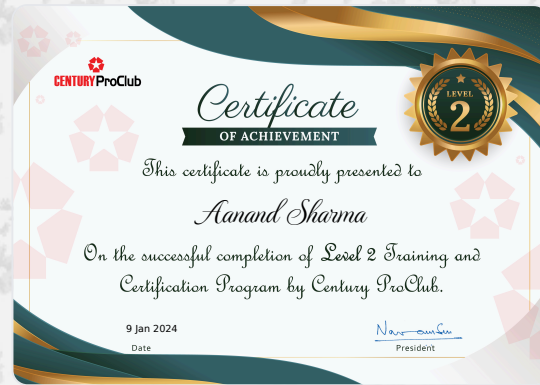 CENTURY ProClub
Certificate
OF ACHIEVEMENT
LEVEL
2
This certificate is proudly presented to
Aanand Sharma
On the successful completion of Level 2 Training and
Certification Program by Century ProClub.
9 Jan 2024
Date
President